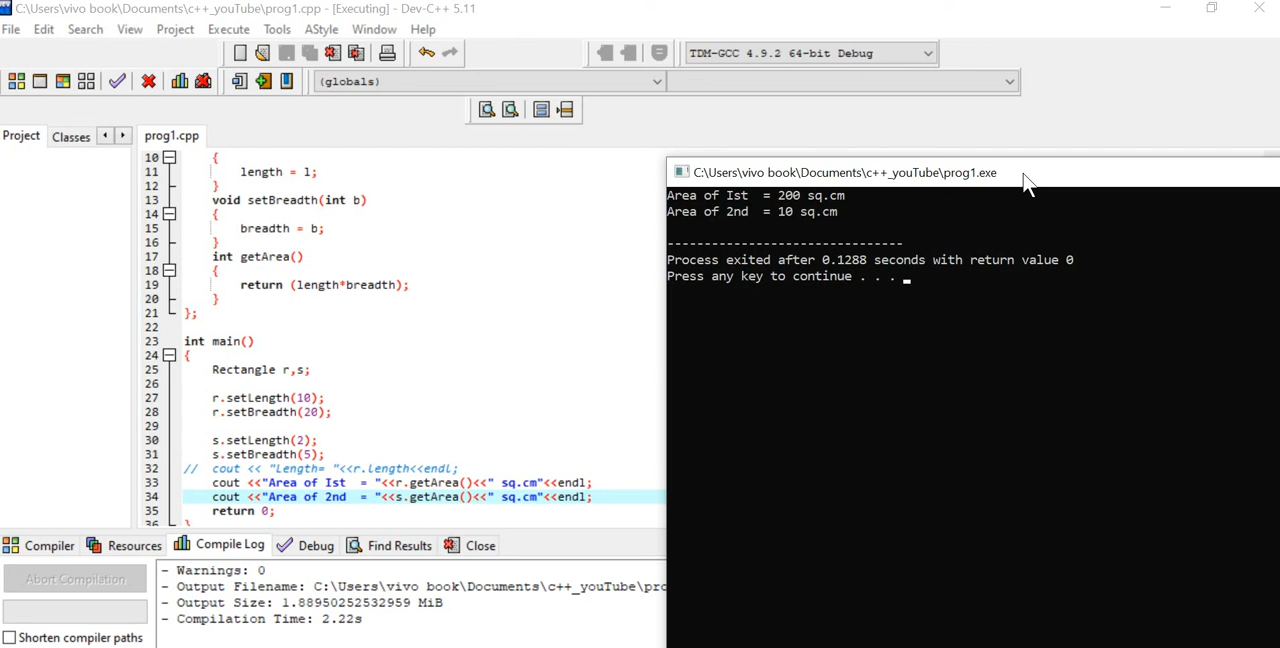 C:\Users\vivo book\Documents\c++_youTube\prog1.cpp - [Executing] - Dev-C++ 5.11
File Edit Search View Project Execute Tools AStyle Window Help
TDM-GCC 4.9.2 64-bit Debug
(globals)
Project Classes prog1.cpp
10 {
11 length = l;
12 }
13 void setBreadth(int b)
14 {
15 breadth = b;
16 }
17 int getArea()
18 {
19 return (length*breadth);
20 }
21 };
22
23 int main()
24 {
25 Rectangle r,s;
26
27 r.setLength(10);
28 r.setBreadth(20);
29
30 s.setLength(2);
31 s.setBreadth(5);
32 // cout << "Length= "<<r.length<<endl;
33 cout <<"Area of Ist = "<<r.getArea()<<" sq.cm"<<endl;
34 cout <<"Area of 2nd = "<<s.getArea()<<" sq.cm"<<endl;
35 return 0;
36 }
C:\Users\vivo book\Documents\c++_youTube\prog1.exe
Area of Ist = 200 sq.cm
Area of 2nd = 10 sq.cm
--------------------------------
Process exited after 0.1288 seconds with return value 0
Press any key to continue . . .
Compiler Resources Compile Log Debug Find Results Close
Abort Compilation
Shorten compiler paths
- Warnings: 0
- Output Filename: C:\Users\vivo book\Documents\c++_youTube\pro
- Output Size: 1.88950252532959 MiB
- Compilation Time: 2.22s